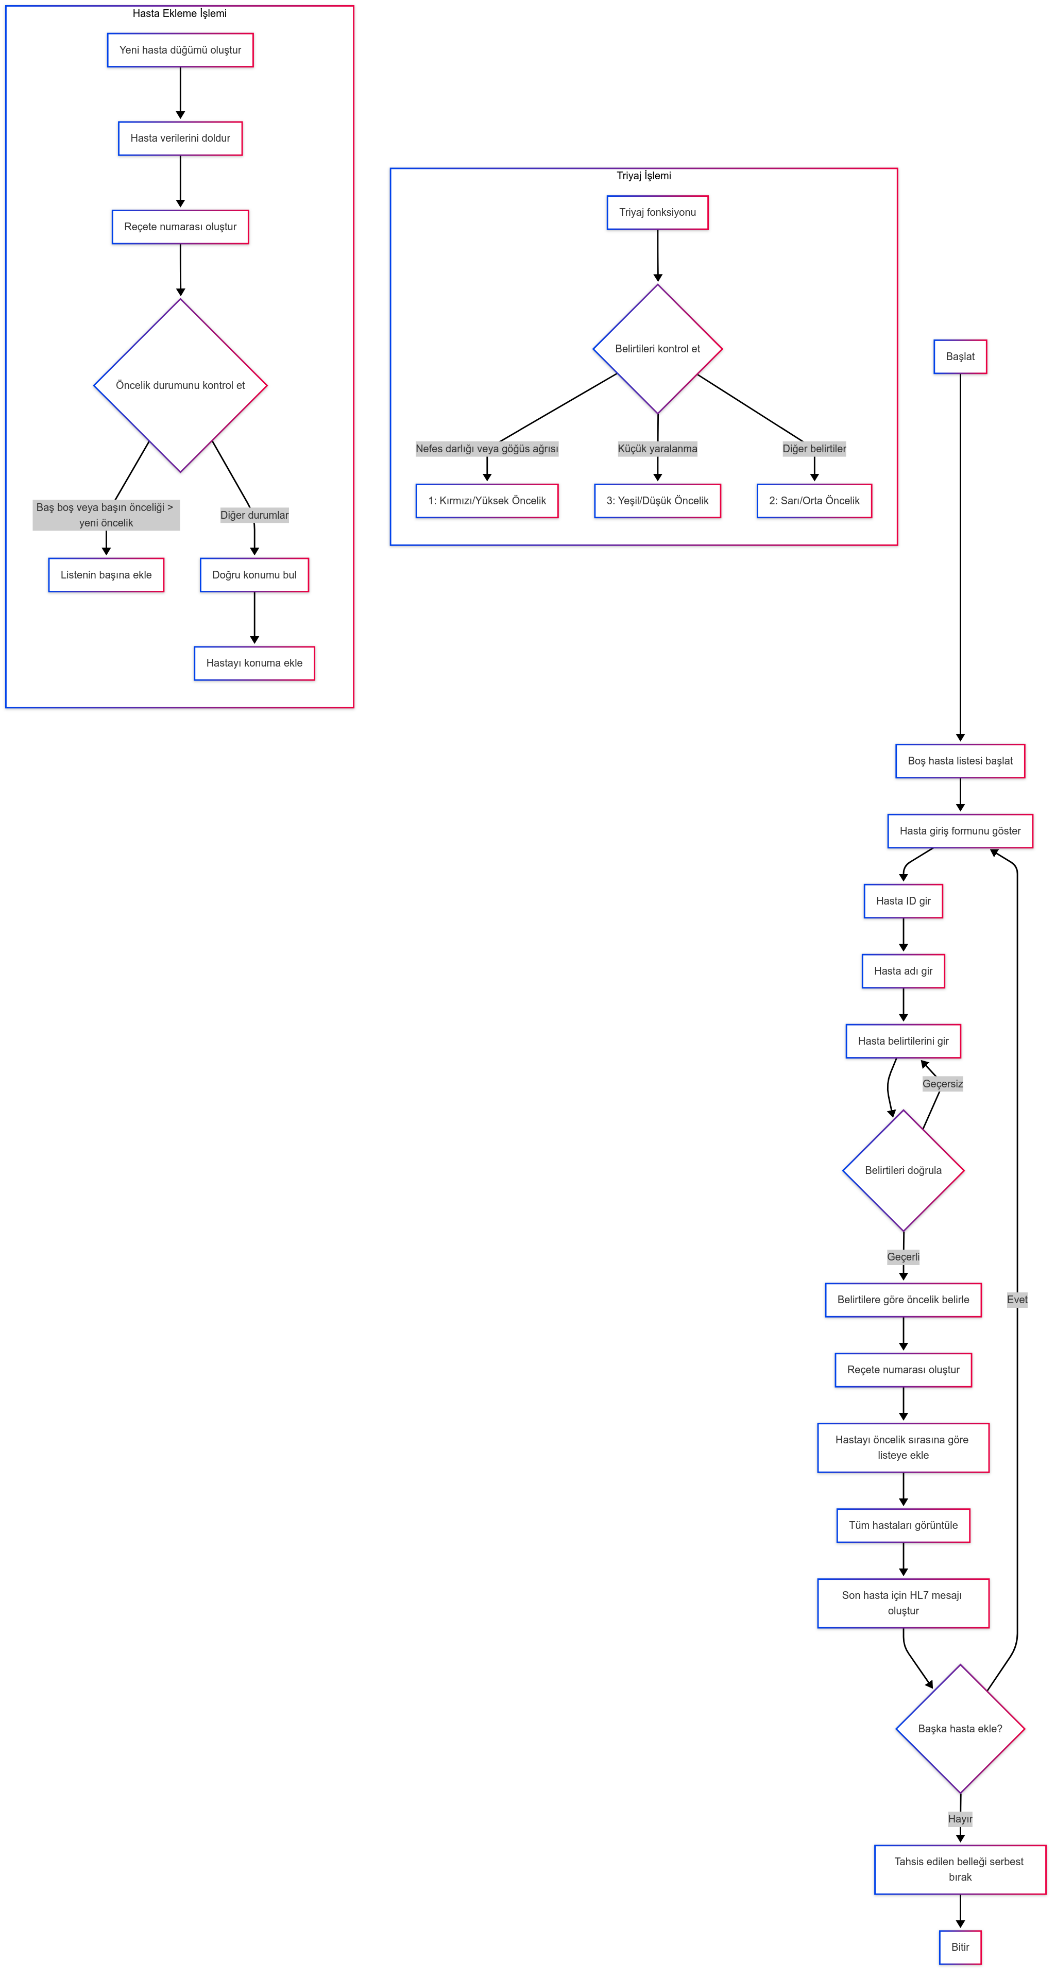 Hasta Ekleme İşlemi
Yeni hasta düğümü oluştur
Hasta verilerini doldur
Reçete numarası oluştur
Öncelik durumunu kontrol et
Baş boş veya başın önceliği >
yeni öncelik
Diğer durumlar
Listenin başına ekle
Doğru konumu bul
Hastayı konuma ekle
Triyaj İşlemi
Triyaj fonksiyonu
Belirtileri kontrol et
Nefes darlığı veya göğüs ağrısı
Küçük yaralanma
Diğer belirtiler
1: Kırmızı/Yüksek Öncelik
3: Yeşil/Düşük Öncelik
2: Sarı/Orta Öncelik
Başlat
Boş hasta listesi başlat
Hasta giriş formunu göster
Hasta ID gir
Hasta adı gir
Hasta belirtilerini gir
Geçersiz
Belirtileri doğrula
Geçerli
Belirtilere göre öncelik belirle
Evet
Reçete numarası oluştur
Hastayı öncelik sırasına göre
listeye ekle
Tüm hastaları görüntüle
Son hasta için HL7 mesajı
oluştur
Başka hasta ekle?
Hayır
Tahsis edilen belleği serbest
bırak
Bitir